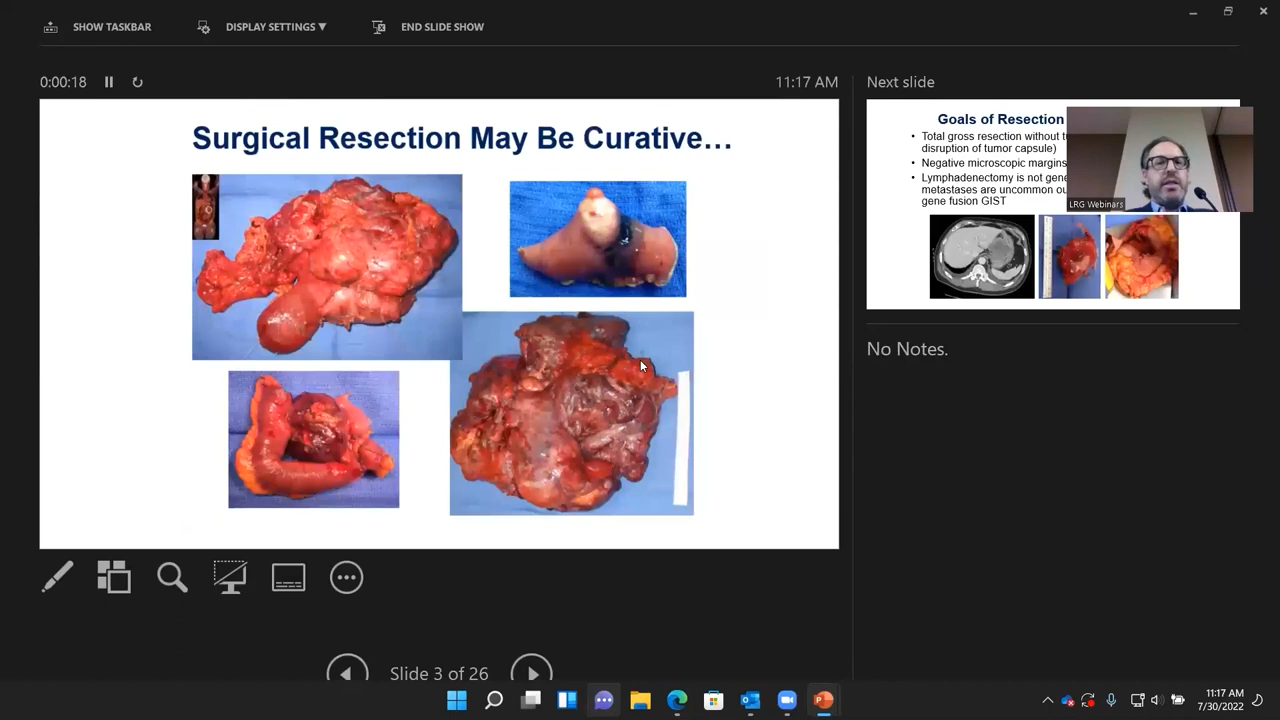 SHOW TASKBAR
DISPLAY SETTINGS ▼
END SLIDE SHOW
0:00:18
11:17 AM
Next slide
Surgical Resection May Be Curative…
Goals of Resection
• Total gross resection without
disruption of tumor capsule)
• Negative microscopic margins
• Lymphadenectomy is not
metastases are uncommon
gene fusion GIST
LRG Webinars
No Notes.
Slide 3 of 26
11:17 AM
7/30/2022